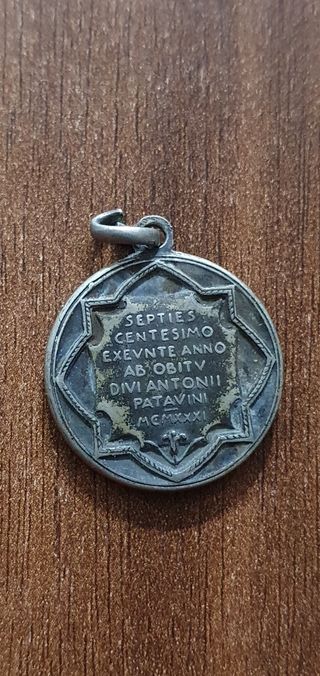 SEPTIES
CENTESIMO
EXEVNTE ANNO
AB OBITV
DIVI ANTONII
PATAVINI
MCMXXXI